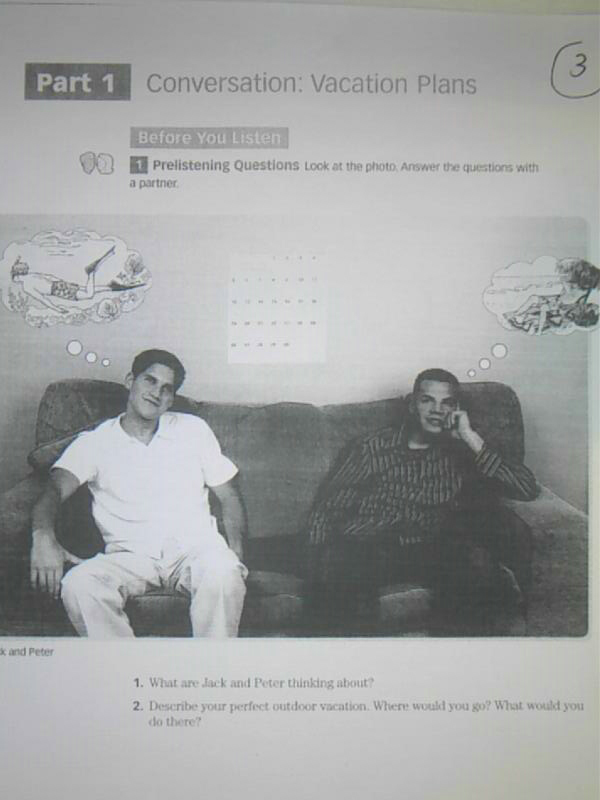 3
Part 1 Conversation: Vacation Plans
Before You Listen
1 Prelistening Questions Look at the photo. Answer the questions with
a partner.
k and Peter
1. What are Jack and Peter thinking about?
2. Describe your perfect outdoor vacation. Where would you go? What would you
do there?